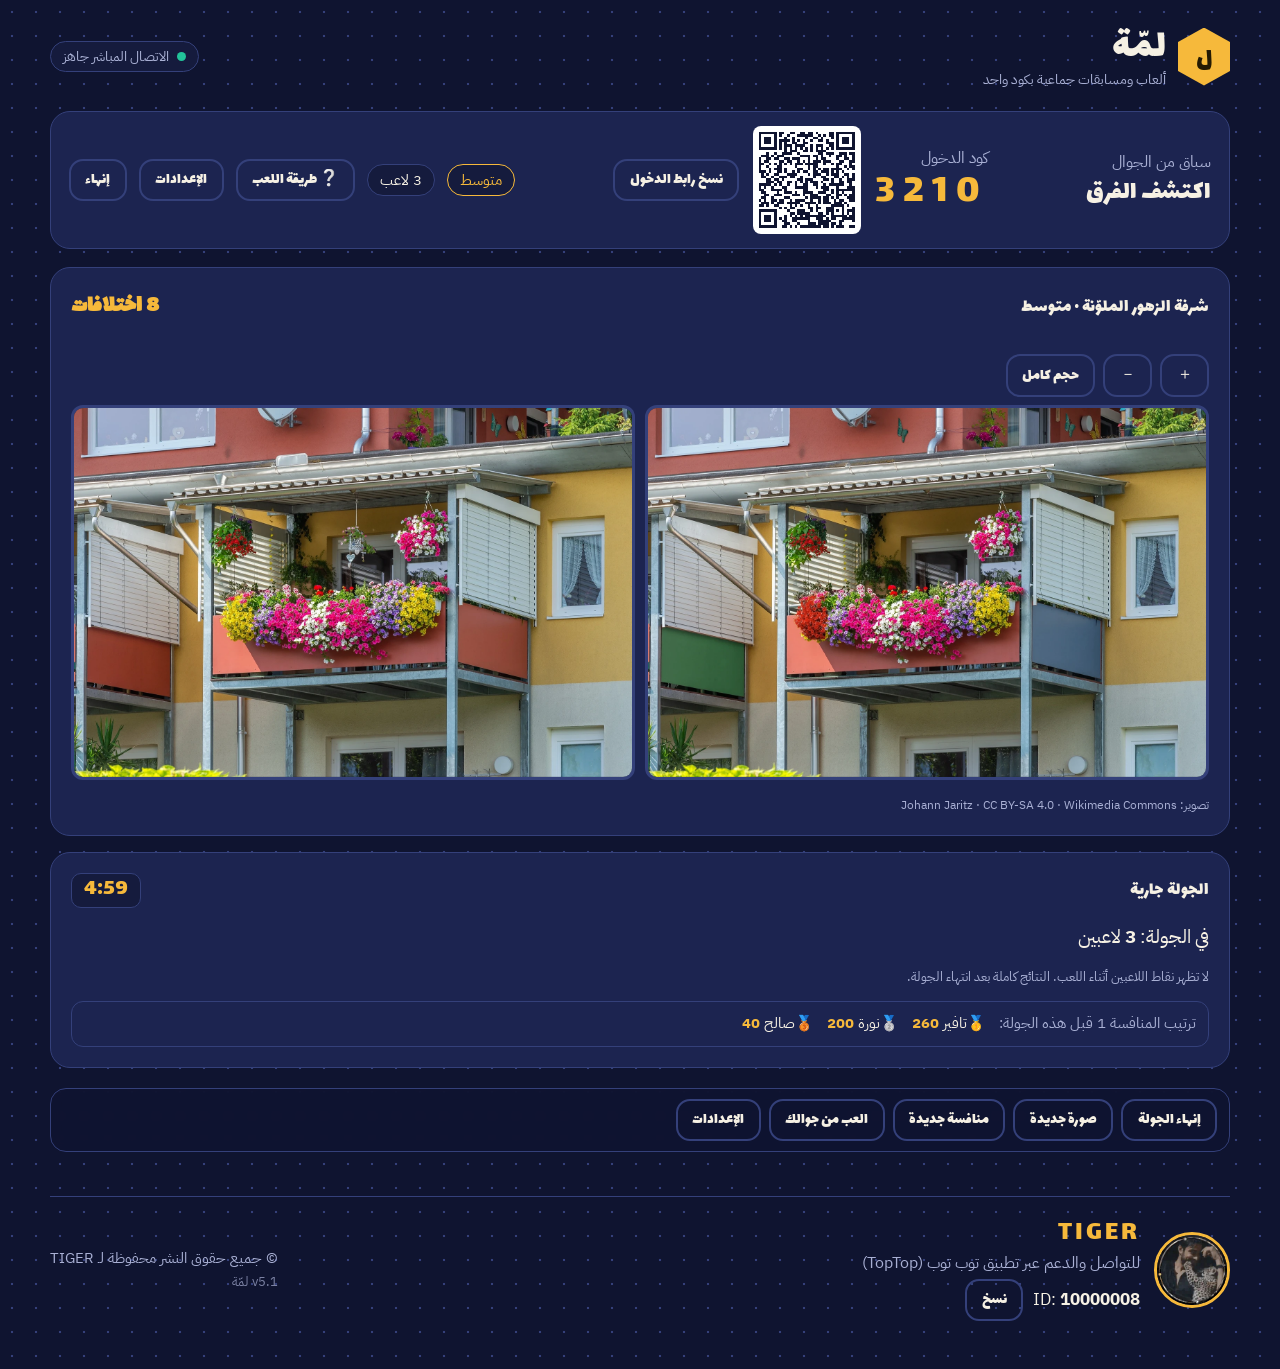 ل
لمّة
ألعاب ومسابقات جماعية بكود واحد
الاتصال المباشر جاهز
سباق من الجوال
اكتشف الفرق
كود الدخول
3210
نسخ رابط الدخول
متوسط
3 لاعب
❔ طريقة اللعب
الإعدادات
إنهاء
شرفة الزهور الملوّنة · متوسط
8 اختلافات
+
−
حجم كامل
تصوير: Johann Jaritz · CC BY-SA 4.0 · Wikimedia Commons
الجولة جارية
4:59
في الجولة: 3 لاعبين
لا تظهر نقاط اللاعبين أثناء اللعب. النتائج كاملة بعد انتهاء الجولة.
ترتيب المنافسة 1 قبل هذه الجولة: 🥇 تافير 260 🥈 نورة 200 🥉 صالح 40
إنهاء الجولة
صورة جديدة
منافسة جديدة
العب من جوالك
الإعدادات
TIGER
للتواصل والدعم عبر تطبيق توب توب (TopTop)
ID: 10000008
نسخ
© جميع حقوق النشر محفوظة لـ TIGER
لمّة v5.1